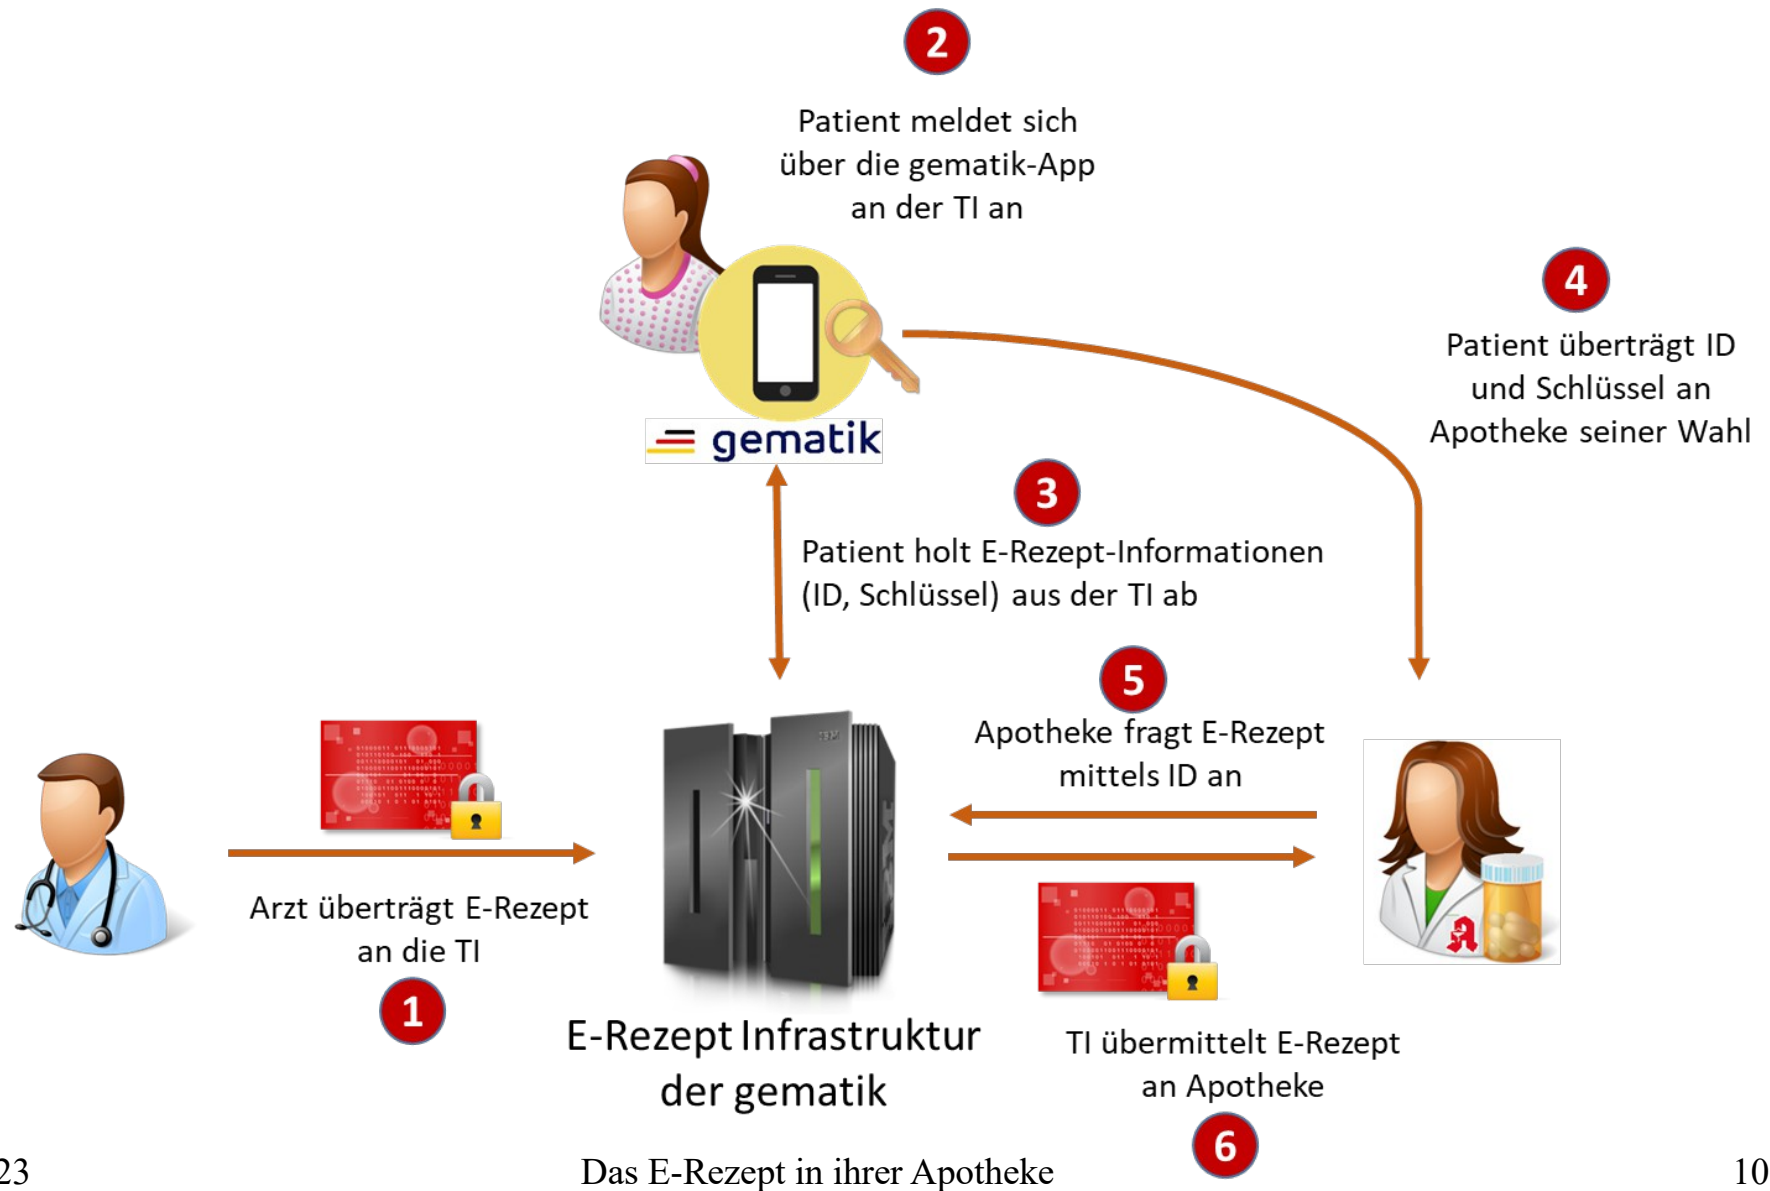 2
Patient meldet sich
über die gematik-App
an der TI an
gematik
4
Patient überträgt ID
und Schlüssel an
Apotheke seiner Wahl
3
Patient holt E-Rezept-Informationen
(ID, Schlüssel) aus der TI ab
5
Apotheke fragt E-Rezept
mittels ID an
Arzt überträgt E-Rezept
an die TI
1
IBM
E-Rezept Infrastruktur
der gematik
TI übermittelt E-Rezept
an Apotheke
6
23
Das E-Rezept in ihrer Apotheke
10